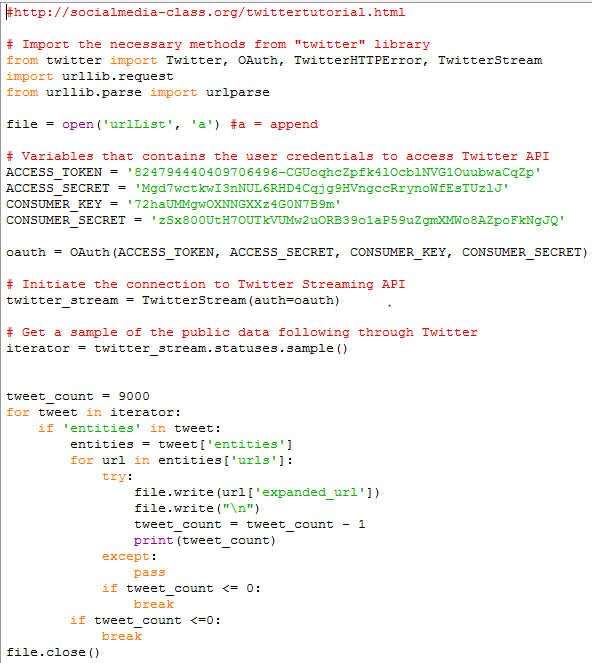 #http://socialmedia-class.org/twittertutorial.html
# Import the necessary methods from "twitter" library
from twitter import Twitter, OAuth, TwitterHTTPError, TwitterStream
import urllib.request
from urllib.parse import urlparse
file = open('urlList', 'a') #a = append
# Variables that contains the user credentials to access Twitter API
ACCESS_TOKEN =
ACCESS_SECRET =
CONSUMER_KEY =
CONSUMER_SECRET =
oauth = OAuth(ACCESS_TOKEN, ACCESS_SECRET, CONSUMER_KEY, CONSUMER_SECRET)
# Initiate the connection to Twitter Streaming API
twitter_stream = TwitterStream(auth=oauth)
# Get a sample of the public data following through Twitter
iterator = twitter_stream.statuses.sample()
tweet_count = 9000
for tweet in iterator:
    if 'entities' in tweet:
        entities = tweet['entities']
        for url in entities['urls']:
            try:
                file.write(url['expanded_url'])
                file.write("\n")
                tweet_count = tweet_count - 1
                print(tweet_count)
            except:
                pass
            if tweet_count <= 0:
                break
        if tweet_count <=0:
            break
file.close()